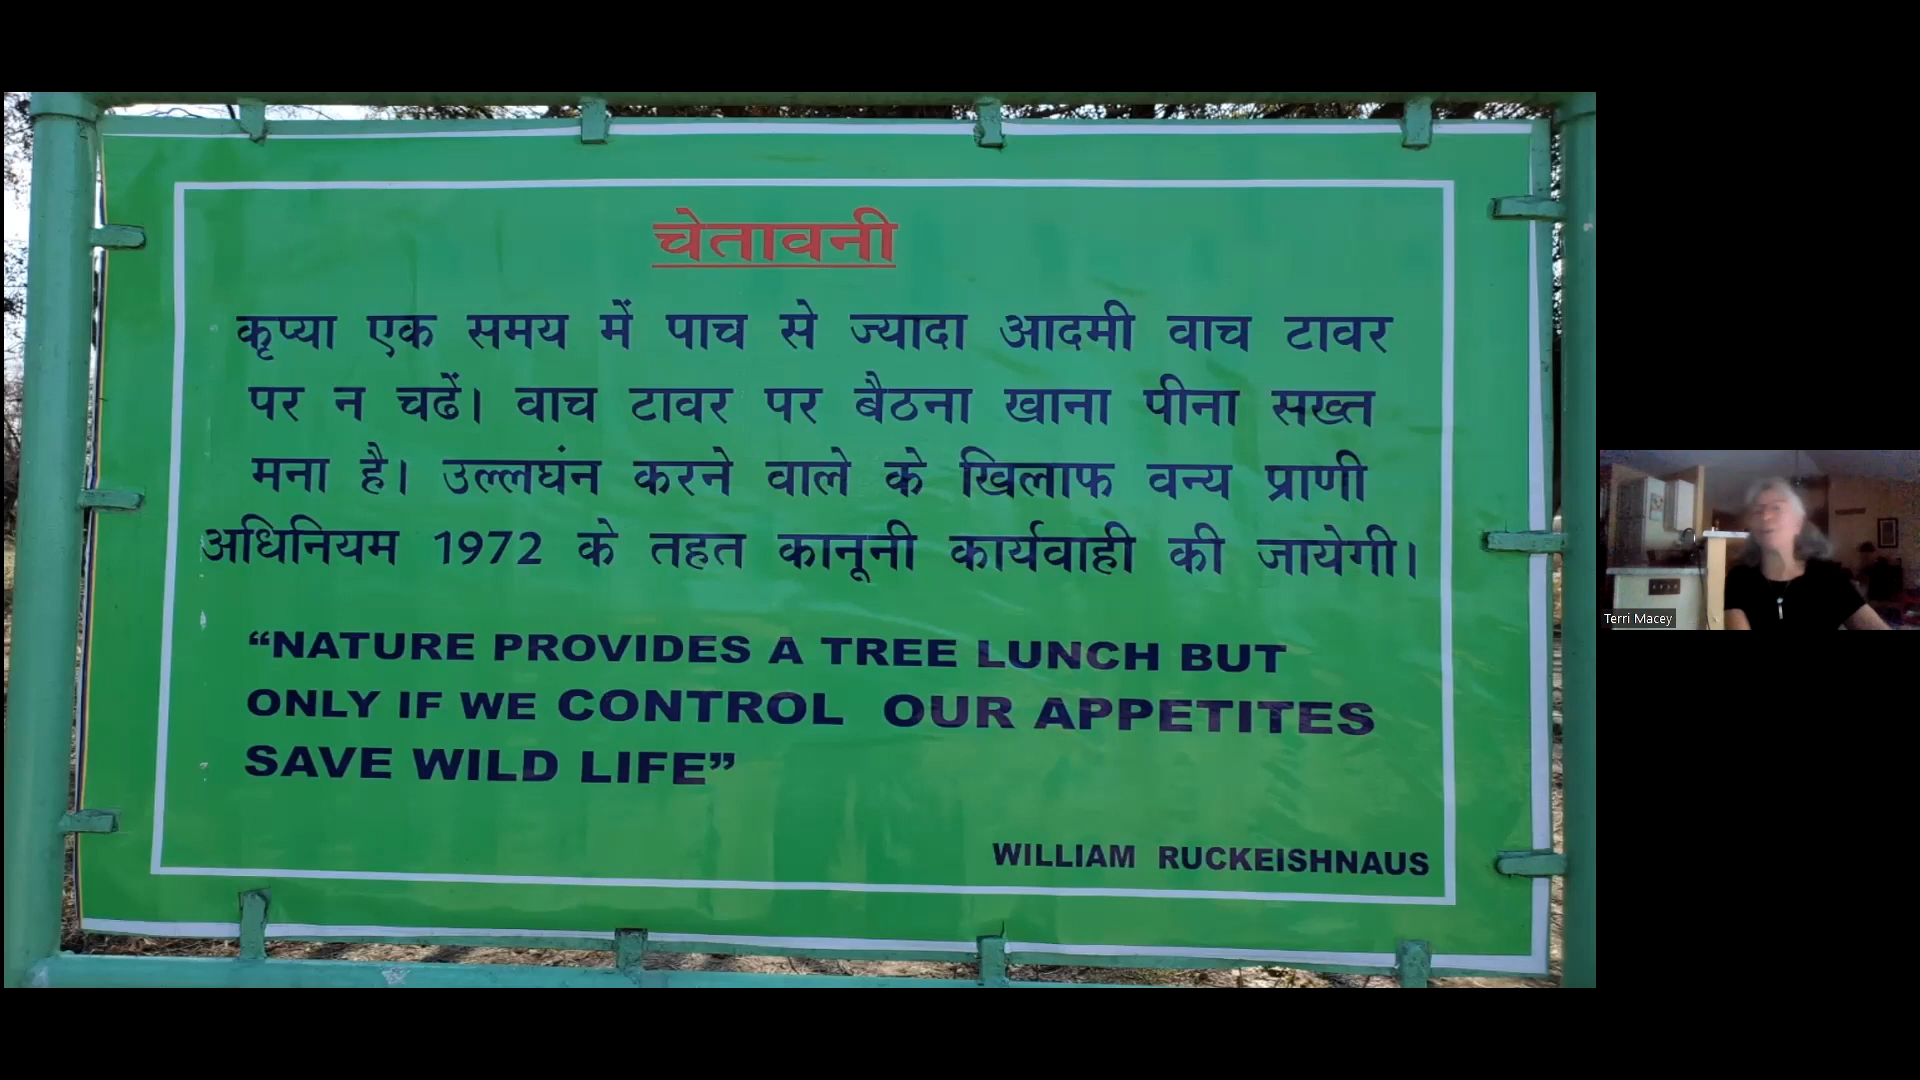 चेतावनी
कृप्या एक समय में पाच से ज्यादा आदमी वाच टावर
पर न चढें। वाच टावर पर बैठना खाना पीना सख्त
मना है। उल्लघंन करने वाले के खिलाफ वन्य प्राणी
अधिनियम 1972 के तहत कानूनी कार्यवाही की जायेगी।
“NATURE PROVIDES A TREE LUNCH BUT
ONLY IF WE CONTROL OUR APPETITES
SAVE WILD LIFE”
WILLIAM RUCKEISHNAUS
Terri Macey